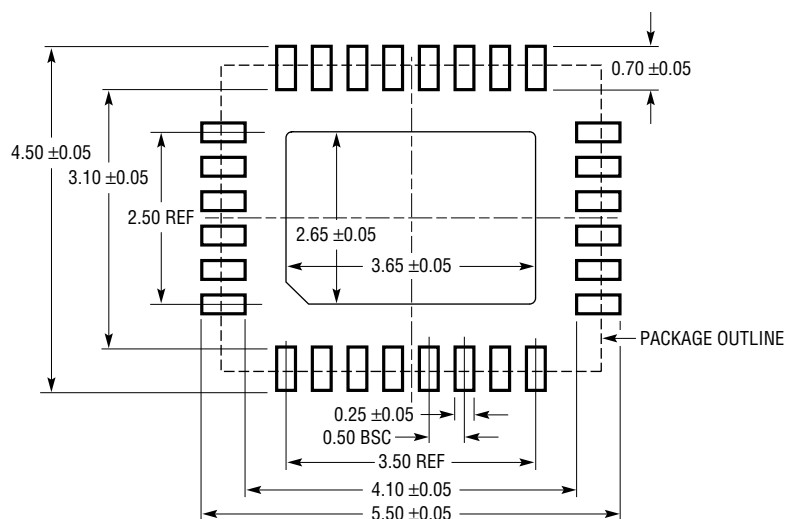 0.70 ±0.05
4.50 ±0.05
3.10 ±0.05
2.50 REF
2.65 ±0.05
3.65 ±0.05
PACKAGE OUTLINE
0.25 ±0.05
0.50 BSC
3.50 REF
4.10 ±0.05
5.50 ±0.05